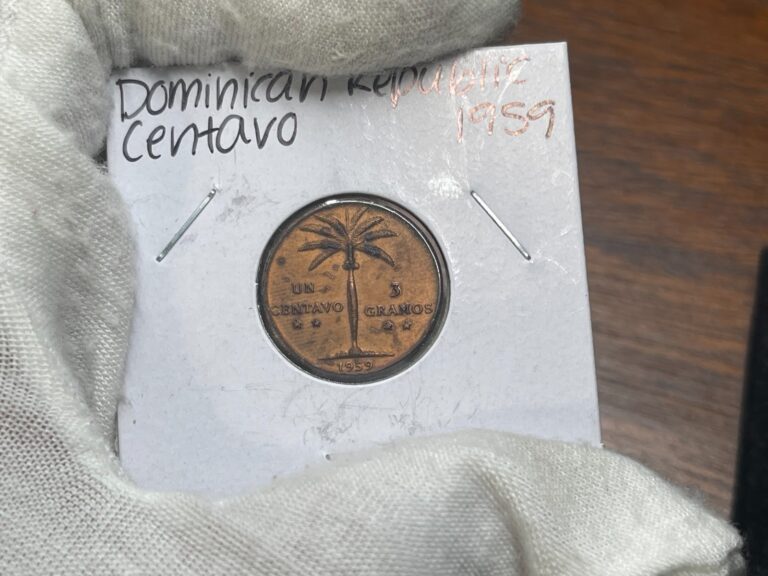 Dominican Republic
Centavo 1959
UN 3
CENTAVO GRAMOS
1959